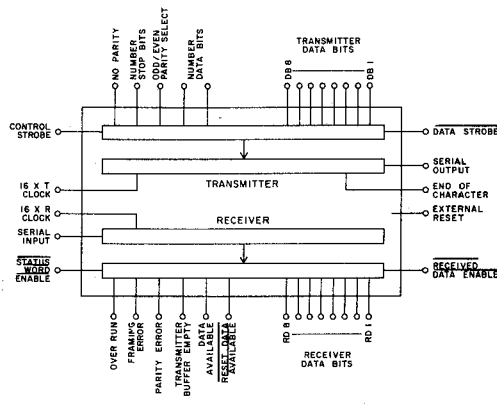 NO PARITY
NUMBER
STOP BITS
ODD/EVEN
PARITY SELECT
NUMBER
DATA BITS
TRANSMITTER
DATA BITS
DB 8
DB 1
CONTROL
STROBE
DATA STROBE
SERIAL
OUTPUT
TRANSMITTER
16 X T
CLOCK
END OF
CHARACTER
16 X R
CLOCK
RECEIVER
EXTERNAL
RESET
SERIAL
INPUT
STATUS
WORD
ENABLE
RECEIVED
DATA ENABLE
OVER RUN
FRAMING
ERROR
PARITY ERROR
TRANSMITTER
BUFFER EMPTY
DATA
AVAILABLE
RESET DATA
AVAILABLE
RD 8
RD 1
RECEIVER
DATA BITS